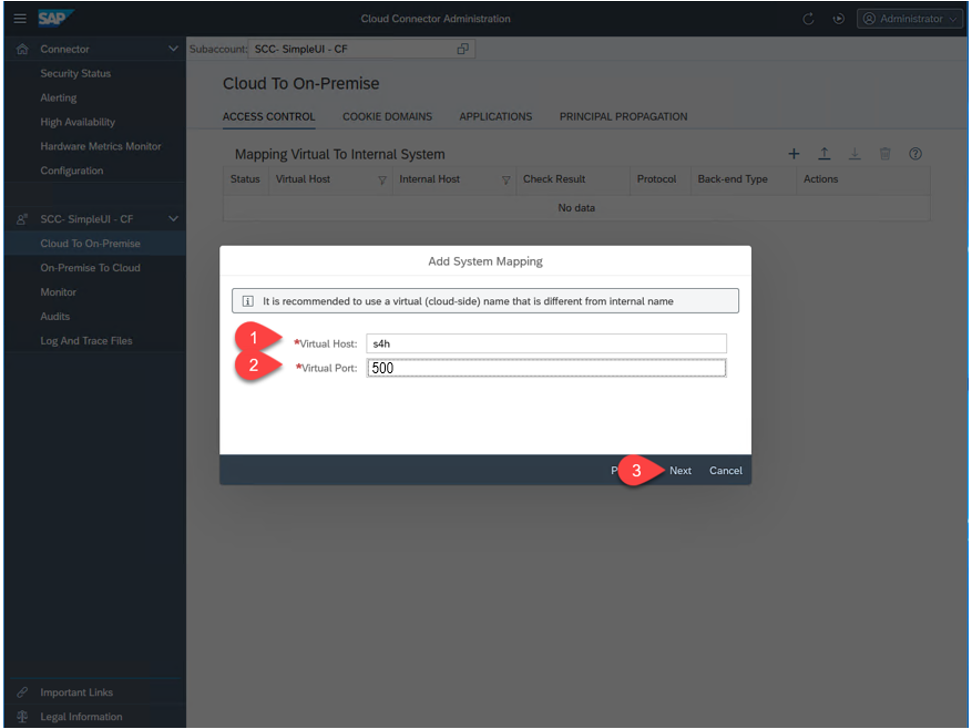 SAP Cloud Connector Administration Administrator
Connector
Subaccount: SCC- SimpleUI - CF
Security Status
Alerting
High Availability
Hardware Metrics Monitor
Configuration
SCC- SimpleUI - CF
Cloud To On-Premise
On-Premise To Cloud
Monitor
Audits
Log And Trace Files
Important Links
Legal Information
Cloud To On-Premise
ACCESS CONTROL COOKIE DOMAINS APPLICATIONS PRINCIPAL PROPAGATION
Mapping Virtual To Internal System
Status Virtual Host Internal Host Check Result Protocol Back-end Type Actions
No data
Add System Mapping
It is recommended to use a virtual (cloud-side) name that is different from internal name
1 *Virtual Host: s4h
2 *Virtual Port: 500
3 Next Cancel